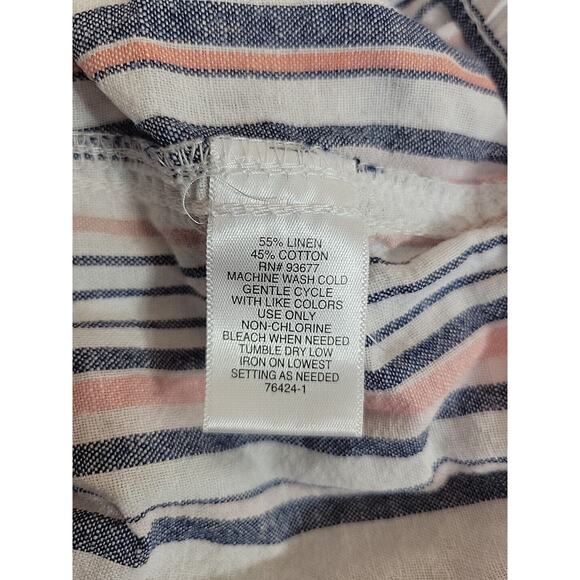 55% LINEN
45% COTTON
RN# 93677
MACHINE WASH COLD
GENTLE CYCLE
WITH LIKE COLORS
USE ONLY
NON-CHLORINE
BLEACH WHEN NEEDED
TUMBLE DRY LOW
IRON ON LOWEST
SETTING AS NEEDED
76424-1